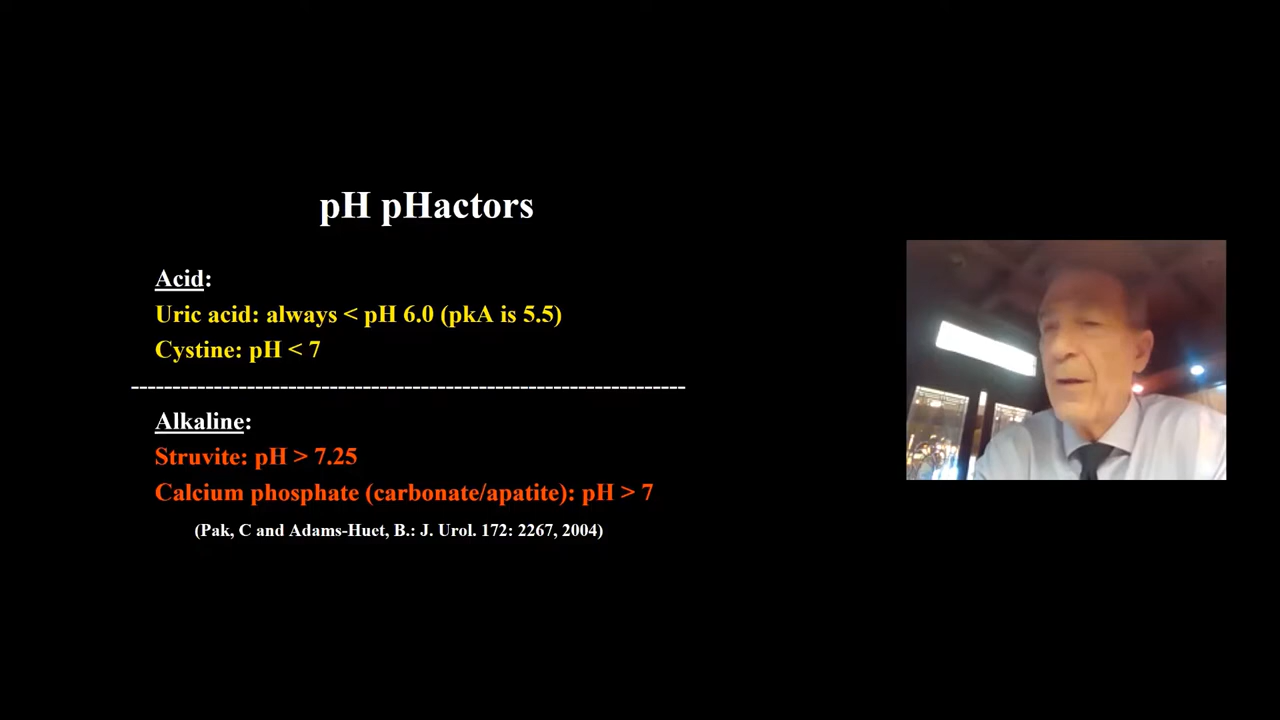 pH pHactors
Acid:
Uric acid: always < pH 6.0 (pkA is 5.5)
Cystine: pH < 7
-------------------------------------------------------------------
Alkaline:
Struvite: pH > 7.25
Calcium phosphate (carbonate/apatite): pH > 7
(Pak, C and Adams-Huet, B.: J. Urol. 172: 2267, 2004)